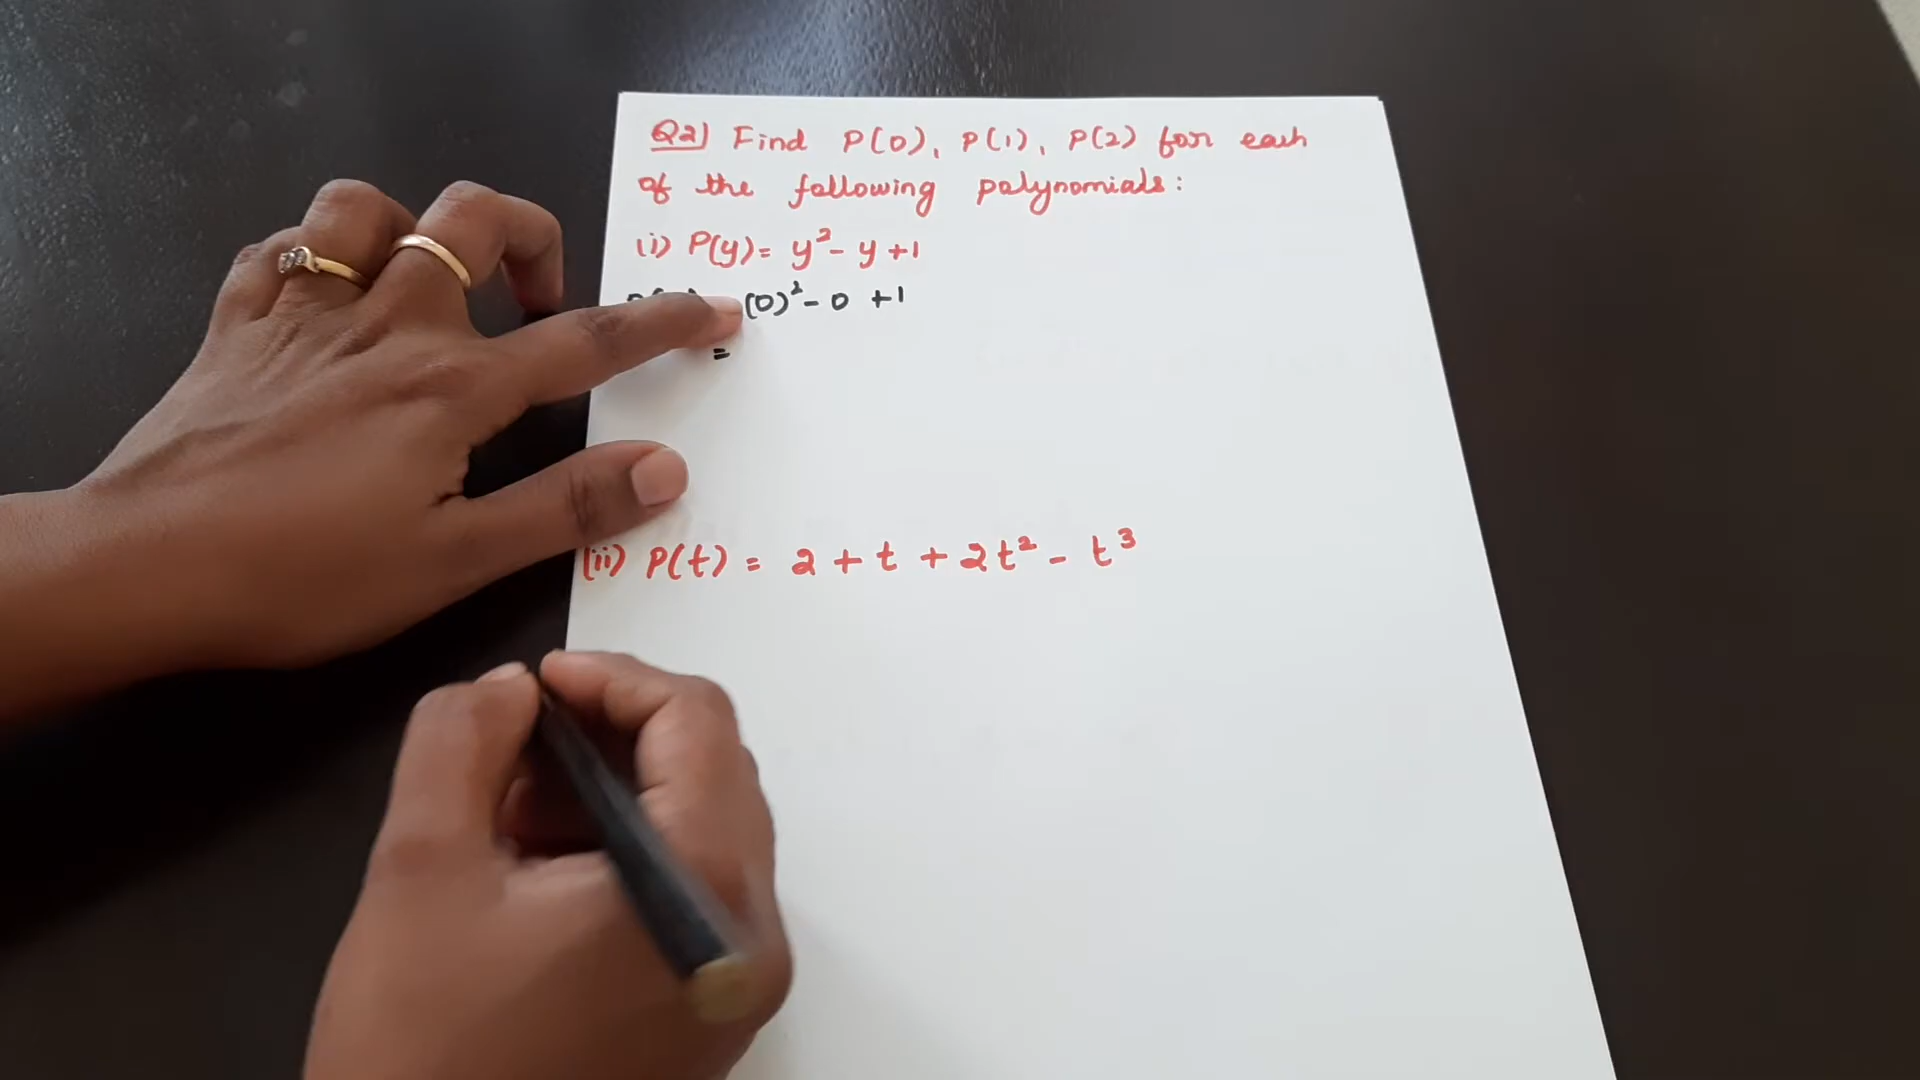 Q2) Find P(0), P(1), P(2) for each
of the following polynomials:
(i) P(y) = y² - y + 1
(0)² - 0 + 1
=
(ii) P(t) = 2 + t + 2t² - t³